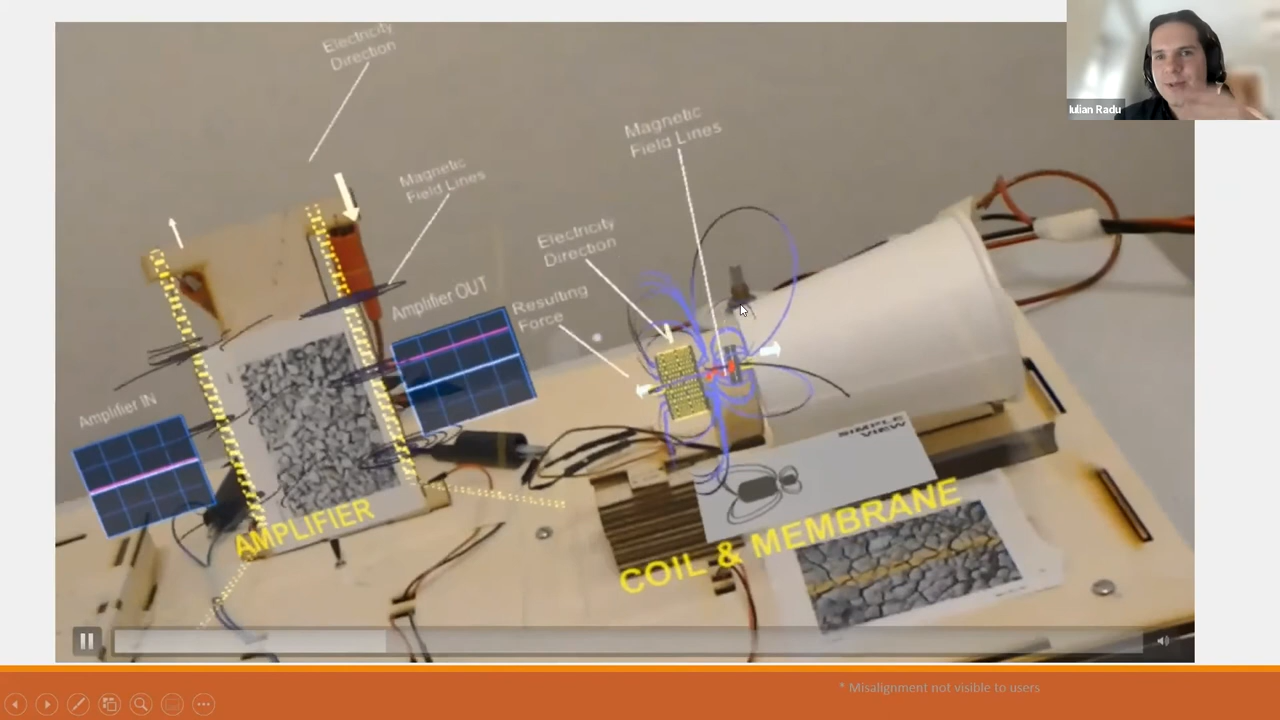 Electricity
Direction
Magnetic
Field Lines
Magnetic
Field Lines
Electricity
Direction
Resulting
Force
Amplifier OUT
Amplifier IN
AMPLIFIER
SIMPLE
VIEW
COIL & MEMBRANE
Iulian Radu
* Misalignment not visible to users